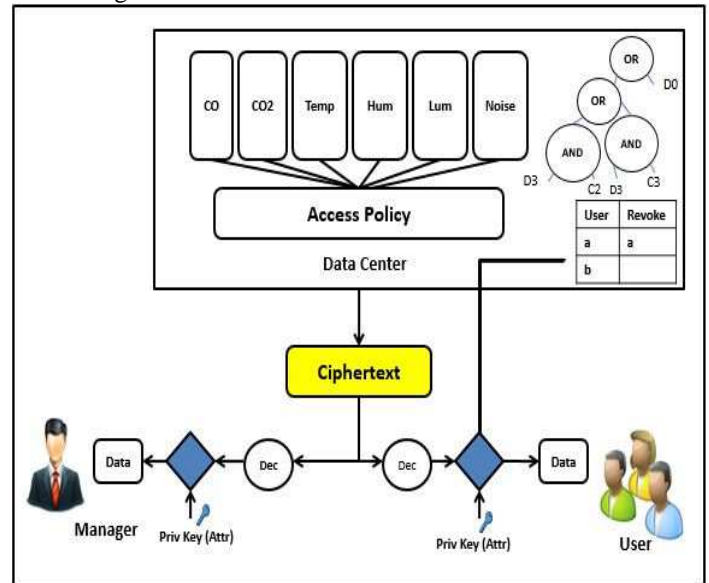 CO CO2 Temp Hum Lum Noise
OR
OR
D0
AND AND
D3 C2 D3 C3
Access Policy
Data Center
User Revoke
a a
b
Ciphertext
Data Dec Dec Data
Manager
Priv Key (Attr) Priv Key (Attr)
User